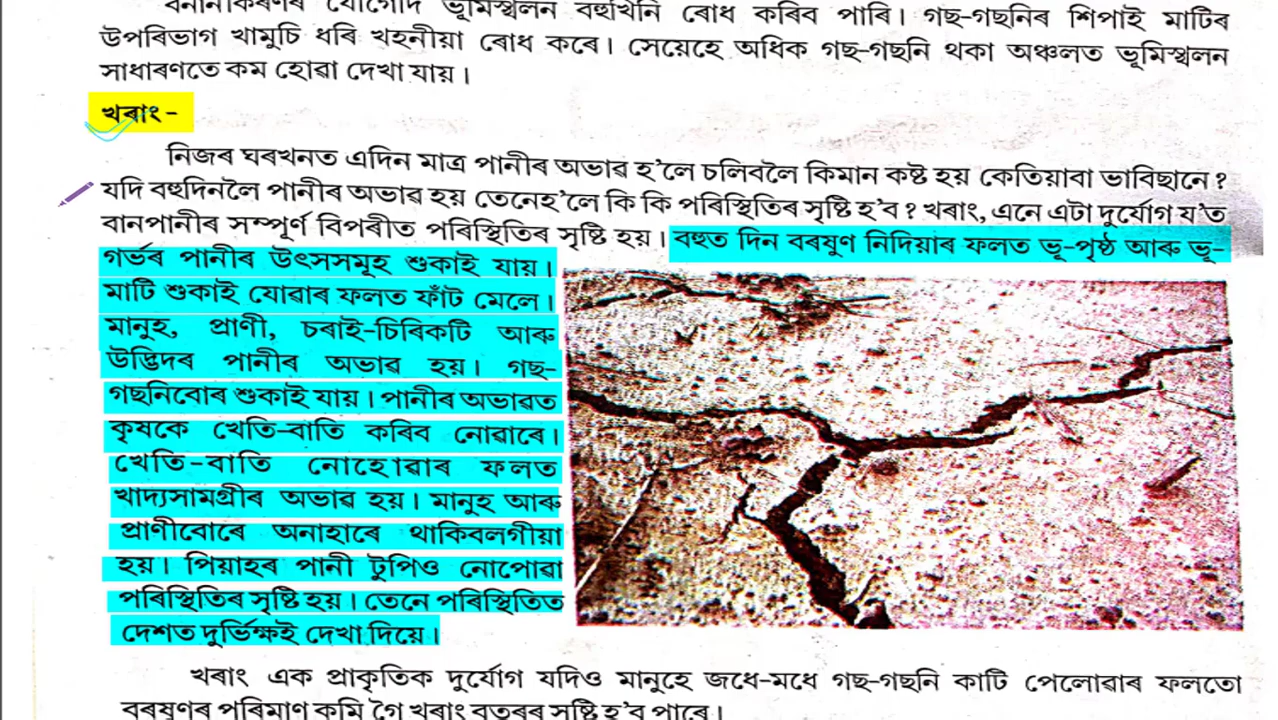 বনানিকৰণৰ যোগেদি ভূমিস্খলন বহুখিনি ৰোধ কৰিব পাৰি। গছ-গছনিৰ শিপাই মাটিৰ
উপৰিভাগ খামুচি ধৰি খহনীয়া ৰোধ কৰে। সেয়েহে অধিক গছ-গছনি থকা অঞ্চলত ভূমিস্খলন
সাধাৰণতে কম হোৱা দেখা যায়।
খৰাং-
নিজৰ ঘৰখনত এদিন মাত্ৰ পানীৰ অভাৱ হ’লে চলিবলৈ কিমান কষ্ট হয় কেতিয়াবা ভাবিছানে?
যদি বহুদিনলৈ পানীৰ অভাৱ হয় তেনেহ’লে কি কি পৰিস্থিতিৰ সৃষ্টি হ’ব? খৰাং, এনে এটা দুৰ্যোগ য’ত
বানপানীৰ সম্পূৰ্ণ বিপৰীত পৰিস্থিতিৰ সৃষ্টি হয়। বহুত দিন বৰষুণ নিদিয়াৰ ফলত ভূ-পৃষ্ঠ আৰু ভূ-
গৰ্ভৰ পানীৰ উৎসসমূহ শুকাই যায়।
মাটি শুকাই যোৱাৰ ফলত ফাঁট মেলে।
মানুহ, প্ৰাণী, চৰাই-চিৰিকটি আৰু
উদ্ভিদৰ পানীৰ অভাৱ হয়। গছ-
গছনিবোৰ শুকাই যায়। পানীৰ অভাৱত
কৃষকে খেতি-বাতি কৰিব নোৱাৰে।
খেতি-বাতি নোহোৱাৰ ফলত
খাদ্যসামগ্ৰীৰ অভাৱ হয়। মানুহ আৰু
প্ৰাণীবোৰে অনাহাৰে থাকিবলগীয়া
হয়। পিয়াহৰ পানী টুপিও নোপোৱা
পৰিস্থিতিৰ সৃষ্টি হয়। তেনে পৰিস্থিতিত
দেশত দুৰ্ভিক্ষই দেখা দিয়ে।
খৰাং এক প্ৰাকৃতিক দুৰ্যোগ যদিও মানুহে জধে-মধে গছ-গছনি কাটি পেলোৱাৰ ফলতো
বৰষুণৰ পৰিমাণ কমি গৈ খৰাং বতৰৰ সৃষ্টি হ’ব পাৰে।